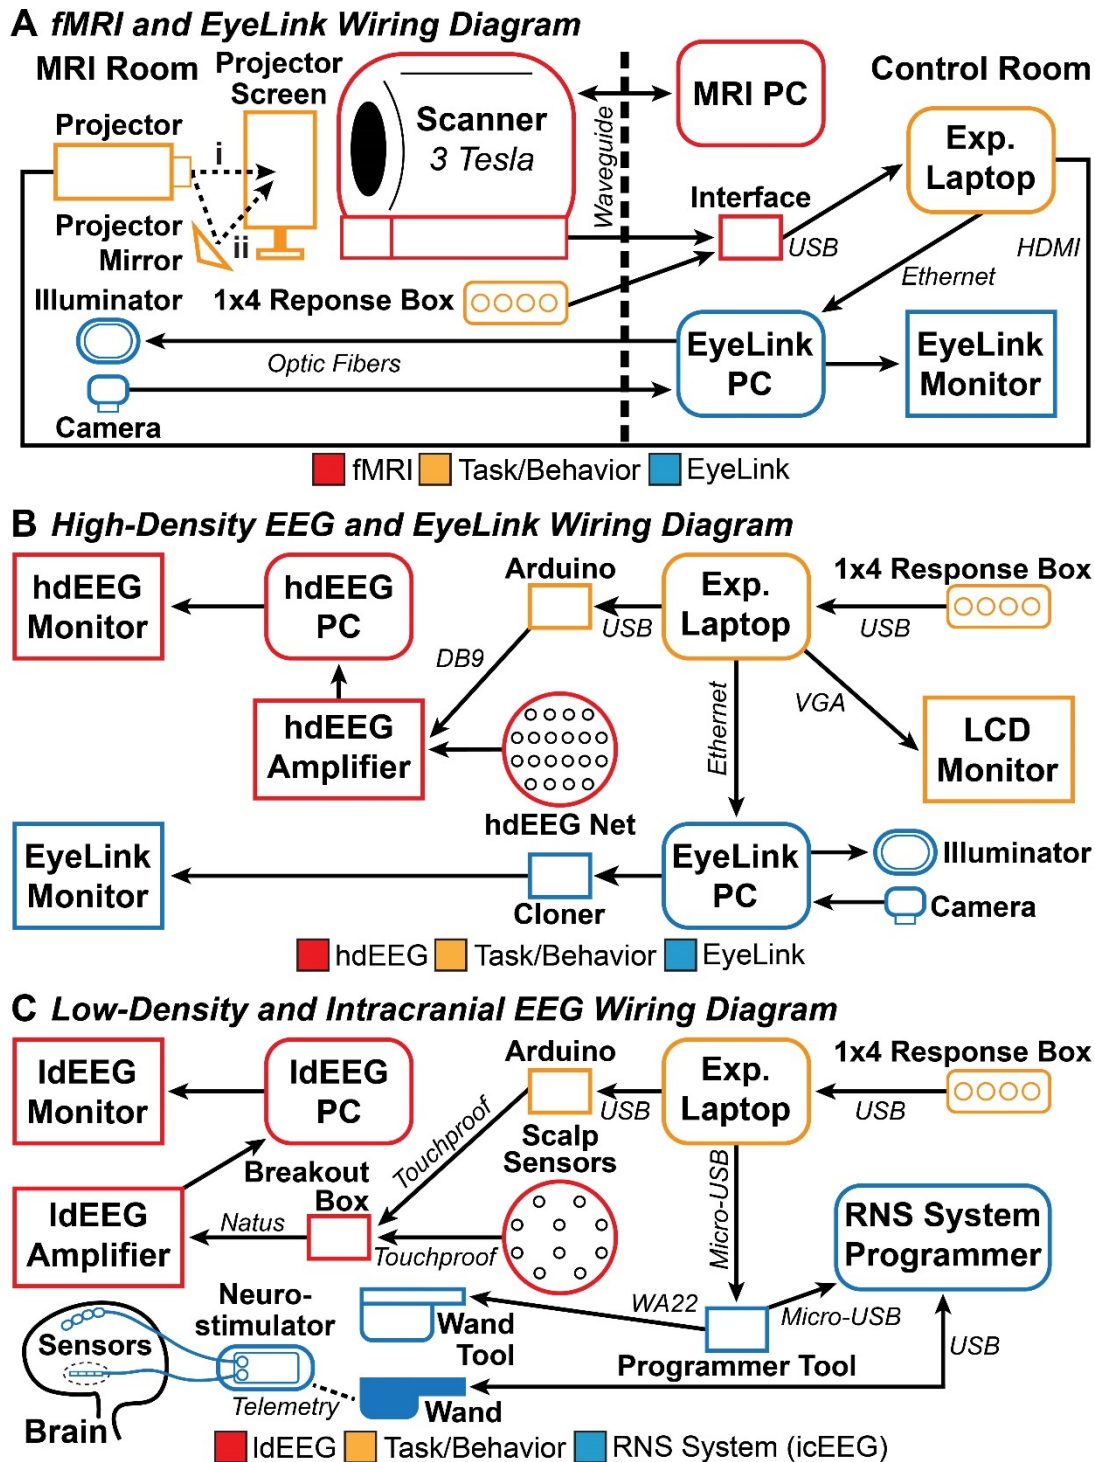 A fMRI and EyeLink Wiring Diagram
MRI Room
Projector
Screen
Control Room
Scanner
3 Tesla
Waveguide
MRI PC
Exp.
Laptop
Projector
i
ii
Projector
Mirror
Interface
USB
HDMI
Ethernet
Illuminator
1x4 Reponse Box
Optic Fibers
EyeLink
PC
EyeLink
Monitor
Camera
fMRI Task/Behavior EyeLink
B High-Density EEG and EyeLink Wiring Diagram
hdEEG
Monitor
hdEEG
PC
Arduino
USB
Exp.
Laptop
1x4 Response Box
USB
DB9
VGA
Ethernet
hdEEG
Amplifier
hdEEG Net
LCD
Monitor
EyeLink
Monitor
Cloner
EyeLink
PC
Illuminator
Camera
hdEEG Task/Behavior EyeLink
C Low-Density and Intracranial EEG Wiring Diagram
ldEEG
Monitor
ldEEG
PC
Arduino
USB
Exp.
Laptop
1x4 Response Box
USB
Touchproof
Scalp
Sensors
Micro-USB
Breakout
Box
ldEEG
Amplifier
Natus
Touchproof
RNS System
Programmer
Neuro-
stimulator
Sensors
Wand
Tool
WA22
Micro-USB
USB
Programmer Tool
Telemetry
Wand
Brain
ldEEG Task/Behavior RNS System (icEEG)